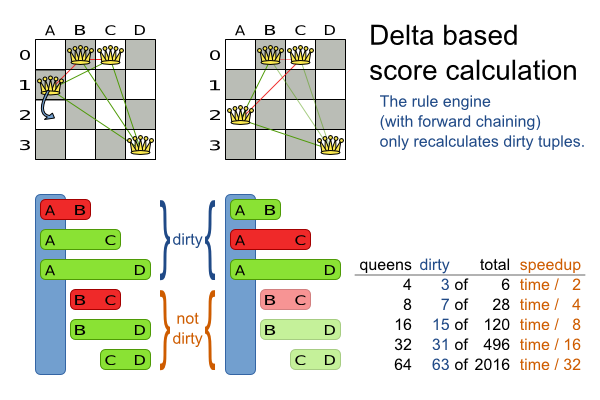 A B C D
0
1
2
3
A B C D
0
1
2
3
Delta based
score calculation
The rule engine
(with forward chaining)
only recalculates dirty tuples.
A B
A C
A D
B C
B D
C D
dirty
not
dirty
A B
A C
A D
B C
B D
C D
queens dirty total speedup
4 3 of 6 time / 2
8 7 of 28 time / 4
16 15 of 120 time / 8
32 31 of 496 time / 16
64 63 of 2016 time / 32